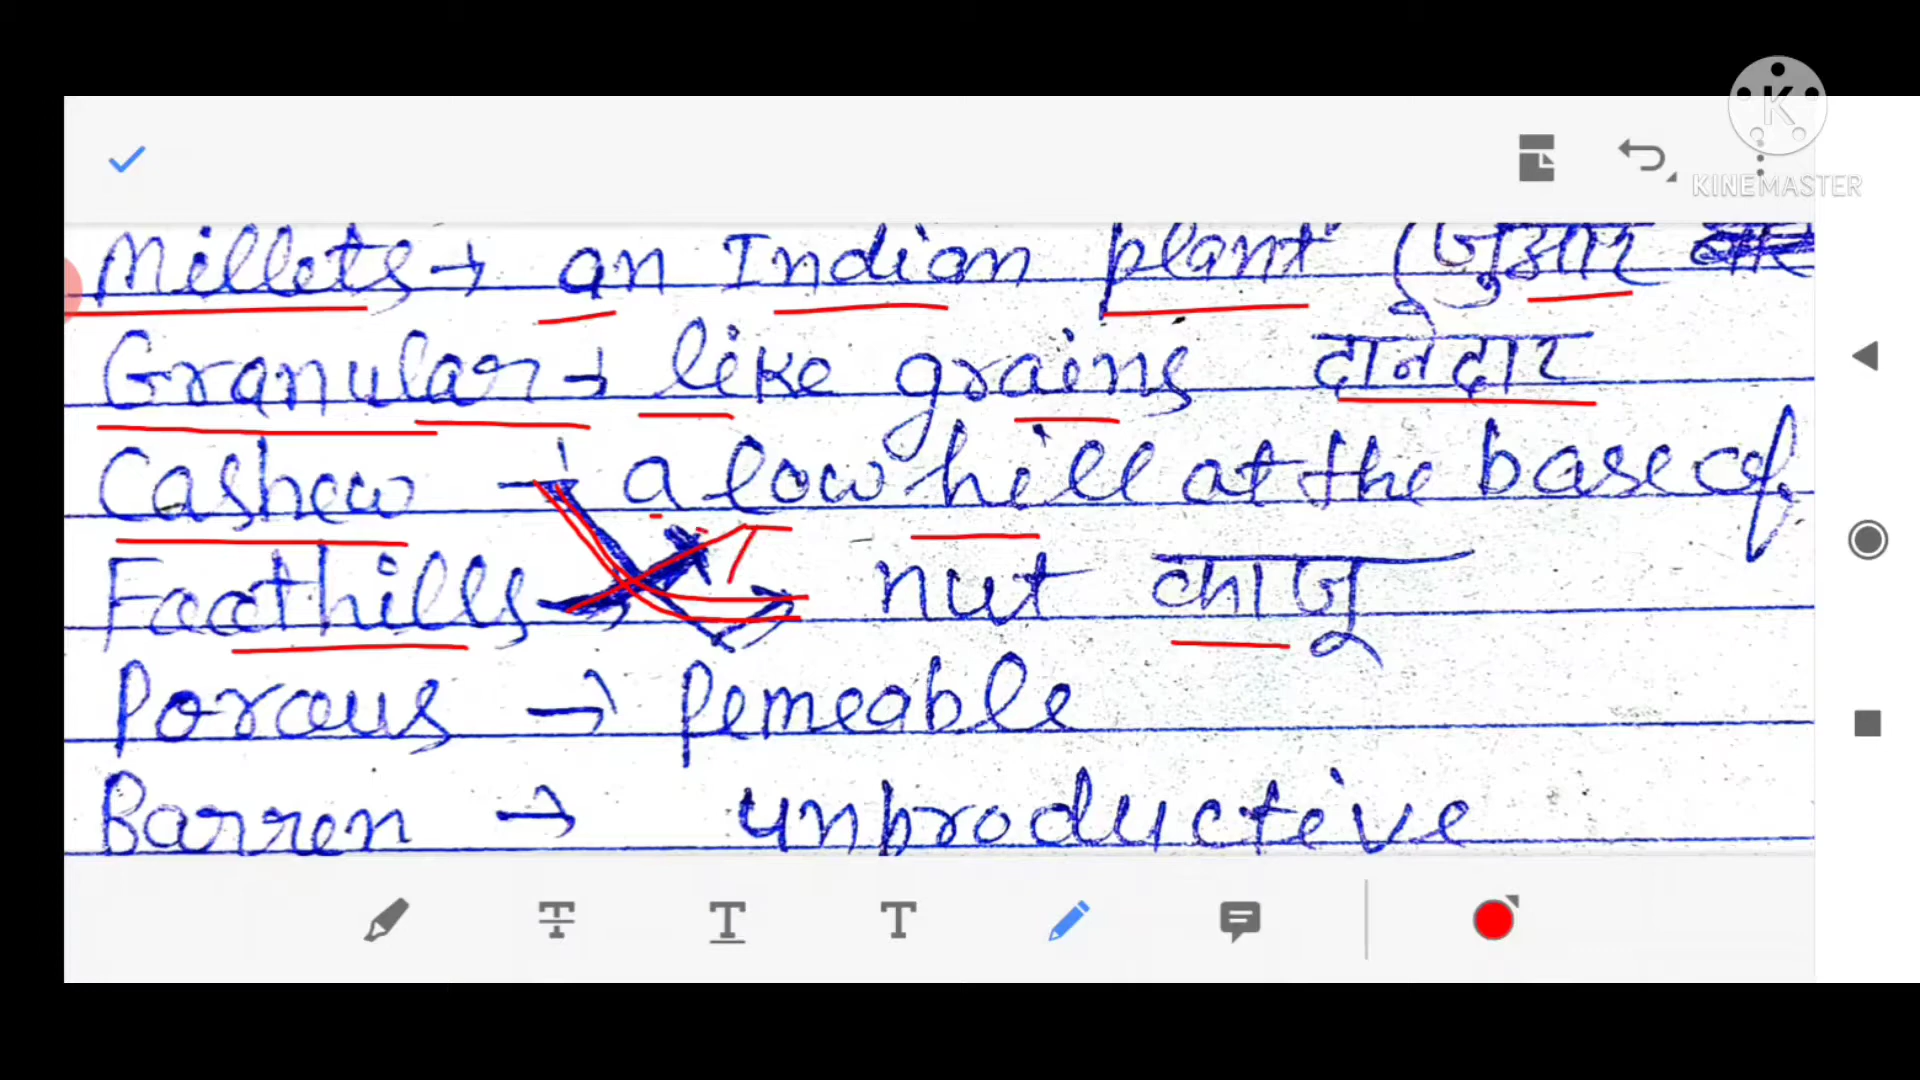 KINEMASTER
Millets → an Indian plant (जुआर
Granular → like grains दानेदार
Cashew → a low hill at the base of
Foothills → nut काजू
Porous → Pemeable
Barren → unproductive